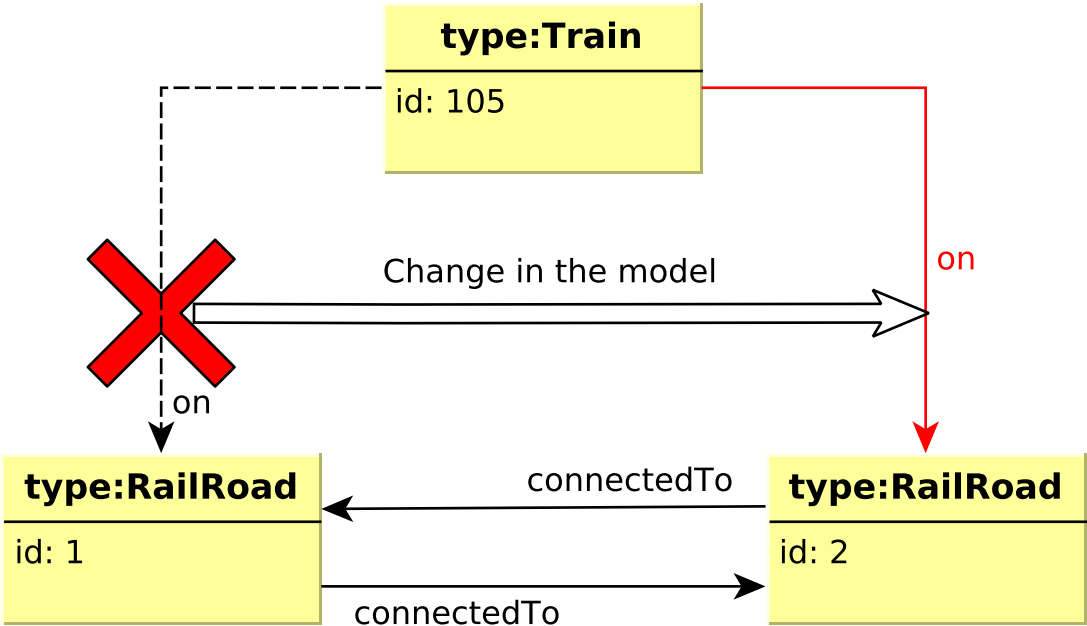 type:Train
id: 105
Change in the model
on
on
type:RailRoad
id: 1
connectedTo
connectedTo
type:RailRoad
id: 2